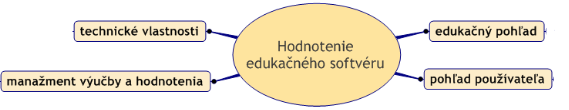 technické vlastnosti
edukačný pohľad
Hodnotenie
edukačného softvéru
manažment výučby a hodnotenia
pohľad používateľa